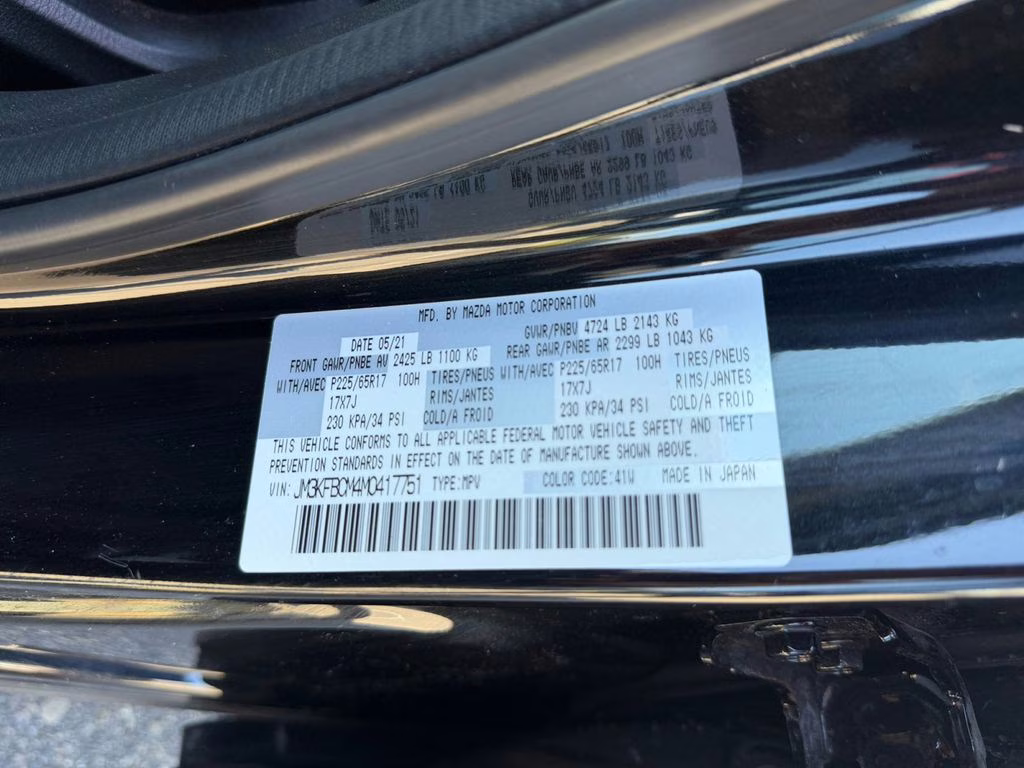 MFD. BY MAZDA MOTOR CORPORATION
DATE 05/21 GVWR/PNBV 4724 LB 2143 KG
FRONT GAWR/PNBE AV 2425 LB 1100 KG REAR GAWR/PNBE AR 2299 LB 1043 KG
WITH/AVEC P225/65R17 100H TIRES/PNEUS WITH/AVEC P225/65R17 100H TIRES/PNEUS
17X7J RIMS/JANTES 17X7J RIMS/JANTES
230 KPA/34 PSI COLD/A FROID 230 KPA/34 PSI COLD/A FROID
THIS VEHICLE CONFORMS TO ALL APPLICABLE FEDERAL MOTOR VEHICLE SAFETY AND THEFT
PREVENTION STANDARDS IN EFFECT ON THE DATE OF MANUFACTURE SHOWN ABOVE.
VIN: JM3KFBCM4M0417751 TYPE:MPV COLOR CODE:41W MADE IN JAPAN